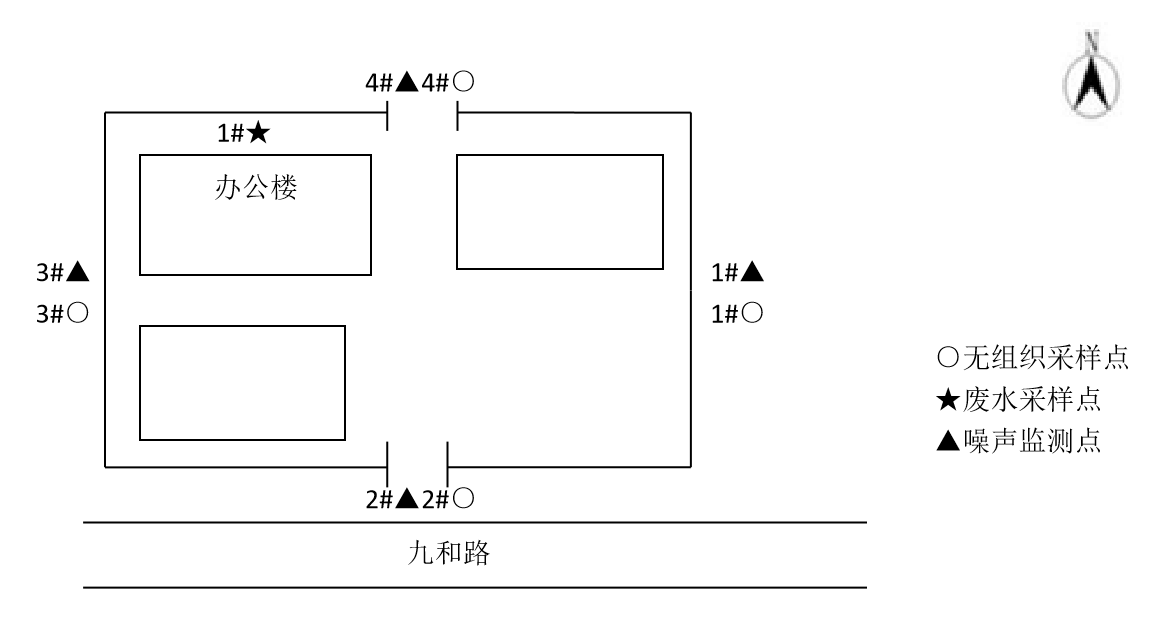 N
4#▲4#○
1#★
办公楼
3#▲
3#○
1#▲
1#○
○无组织采样点
★废水采样点
▲噪声监测点
2#▲2#○
九和路